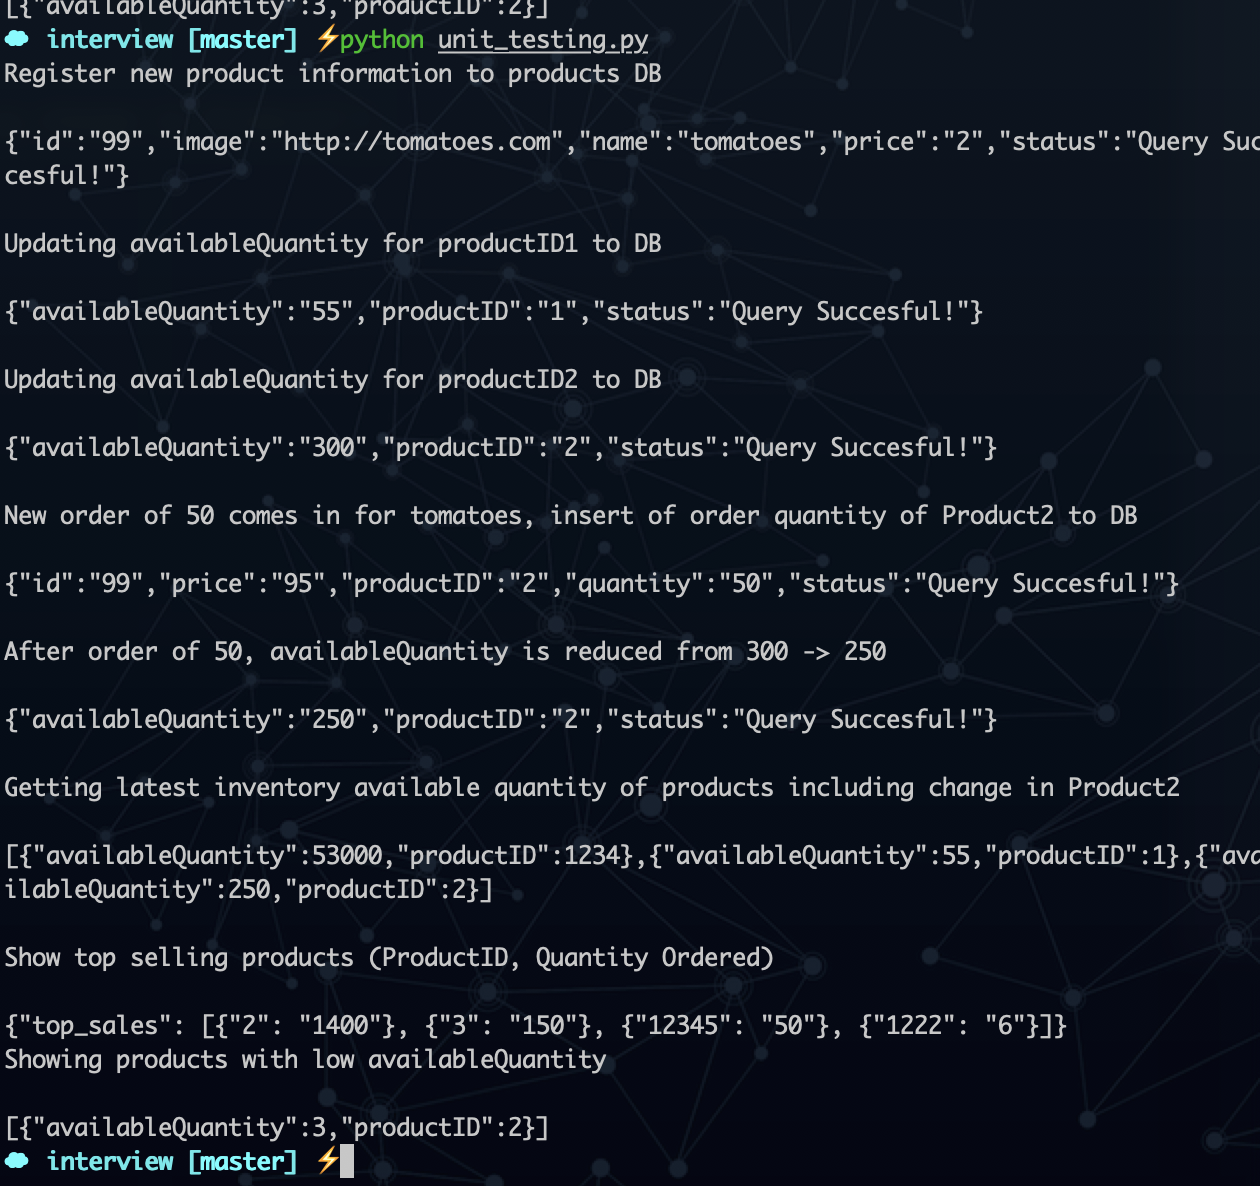 [{"availableQuantity":3,"productID":2}]
interview [master] ⚡python unit_testing.py
Register new product information to products DB
{"id":"99","image":"http://tomatoes.com","name":"tomatoes","price":"2","status":"Query Suc
cesful!"}
Updating availableQuantity for productID1 to DB
{"availableQuantity":"55","productID":"1","status":"Query Succesful!"}
Updating availableQuantity for productID2 to DB
{"availableQuantity":"300","productID":"2","status":"Query Succesful!"}
New order of 50 comes in for tomatoes, insert of order quantity of Product2 to DB
{"id":"99","price":"95","productID":"2","quantity":"50","status":"Query Succesful!"}
After order of 50, availableQuantity is reduced from 300 -> 250
{"availableQuantity":"250","productID":"2","status":"Query Succesful!"}
Getting latest inventory available quantity of products including change in Product2
[{"availableQuantity":53000,"productID":1234},{"availableQuantity":55,"productID":1},{"ava
ilableQuantity":250,"productID":2}]
Show top selling products (ProductID, Quantity Ordered)
{"top_sales": [{"2": "1400"}, {"3": "150"}, {"12345": "50"}, {"1222": "6"}]}
Showing products with low availableQuantity
[{"availableQuantity":3,"productID":2}]
interview [master] ⚡